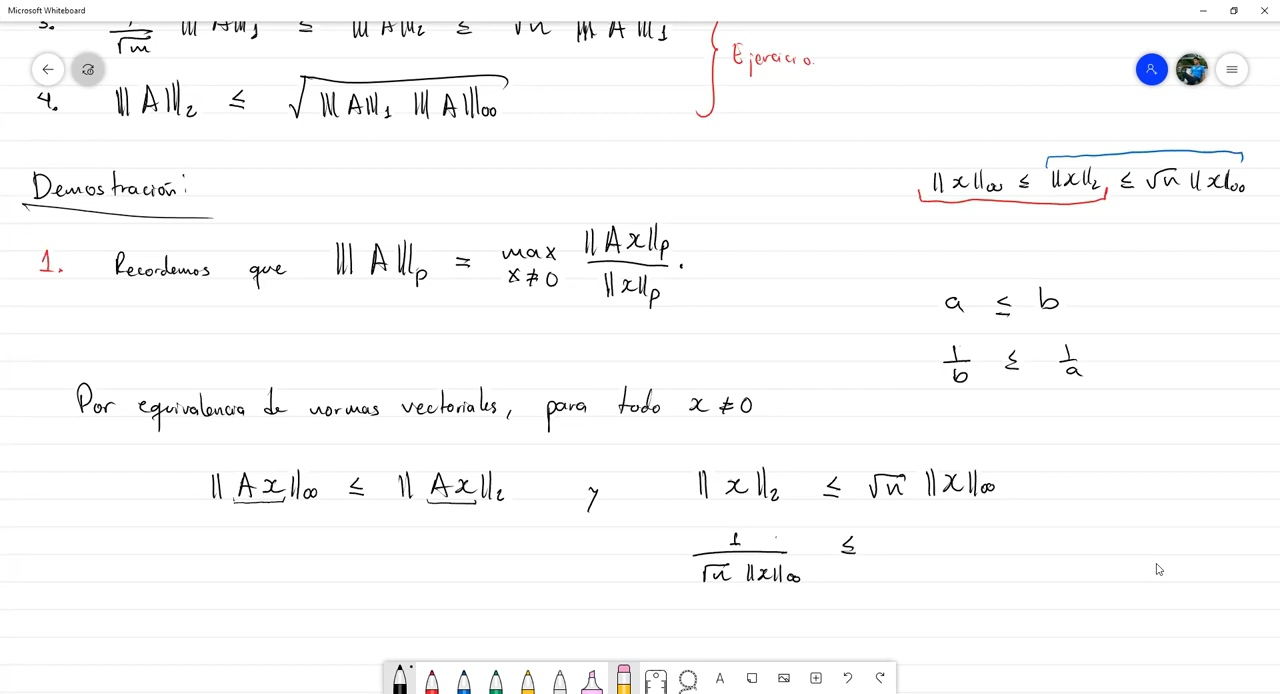 Microsoft Whiteboard
3. 1/√m |||A|||₁ ≤ |||A|||₂ ≤ √n |||A|||₁
Ejercicio.
4. |||A|||₂ ≤ √(|||A|||₁ |||A|||∞)
Demostración:
||x||∞ ≤ ||x||₂ ≤ √n ||x||∞
1. Recordemos que |||A|||ₚ = max x≠0 ||Ax||ₚ / ||x||ₚ .
a ≤ b
1/b ≤ 1/a
Por equivalencia de normas vectoriales, para todo x ≠ 0
||Ax||∞ ≤ ||Ax||₂ y ||x||₂ ≤ √n ||x||∞
1 / √n ||x||∞ ≤